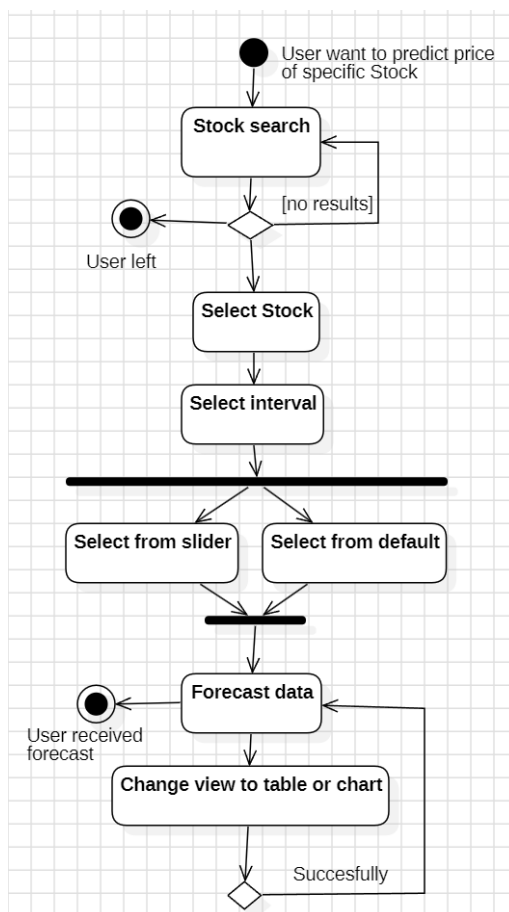 User want to predict price
of specific Stock
Stock search
[no results]
User left
Select Stock
Select interval
Select from slider
Select from default
Forecast data
User received
forecast
Change view to table or chart
Succesfully